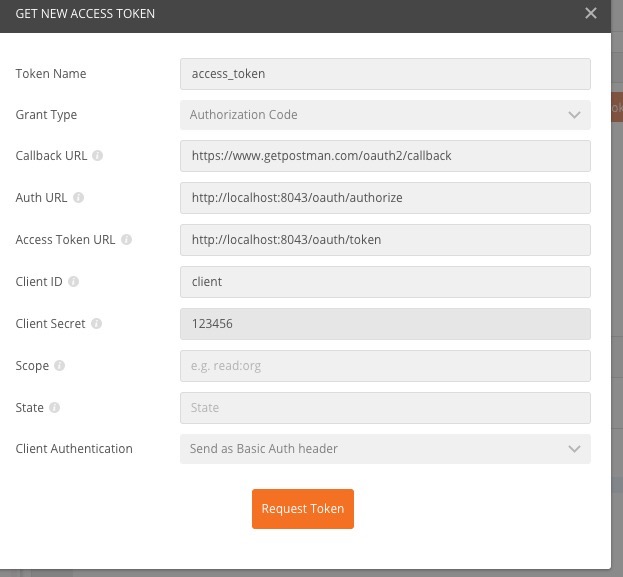 GET NEW ACCESS TOKEN
Token Name access_token
Grant Type Authorization Code
Callback URL https://www.getpostman.com/oauth2/callback
Auth URL http://localhost:8043/oauth/authorize
Access Token URL http://localhost:8043/oauth/token
Client ID client
Client Secret 123456
Scope e.g. read:org
State State
Client Authentication Send as Basic Auth header
Request Token